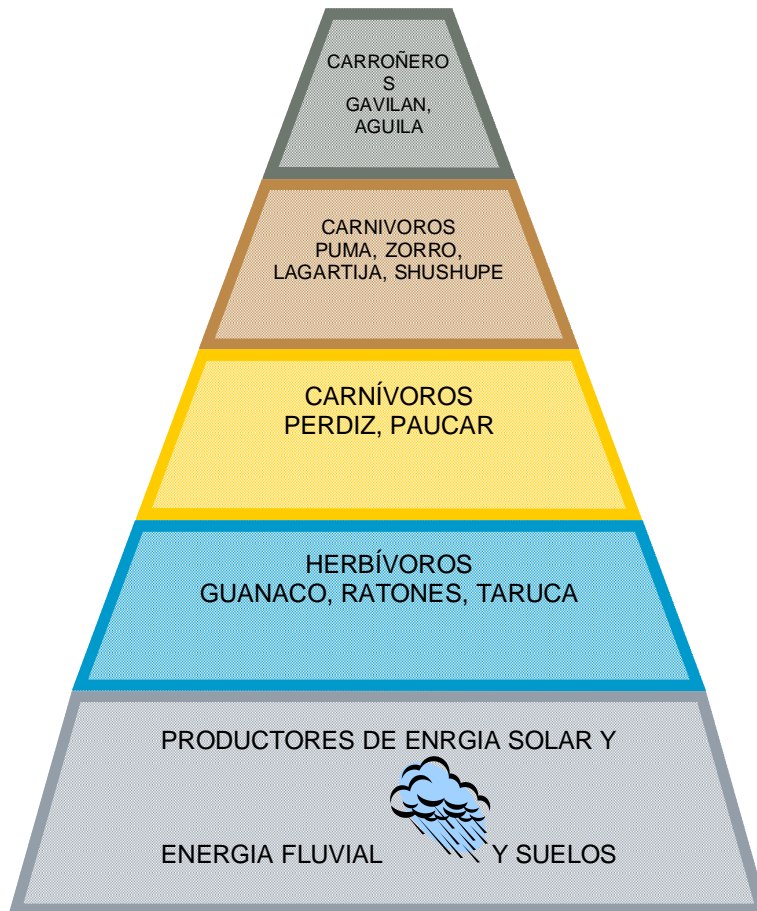 CARROÑERO
S
GAVILAN,
AGUILA
CARNIVOROS
PUMA, ZORRO,
LAGARTIJA, SHUSHUPE
CARNÍVOROS
PERDIZ, PAUCAR
HERBÍVOROS
GUANACO, RATONES, TARUCA
PRODUCTORES DE ENRGIA SOLAR Y
ENERGIA FLUVIAL Y SUELOS